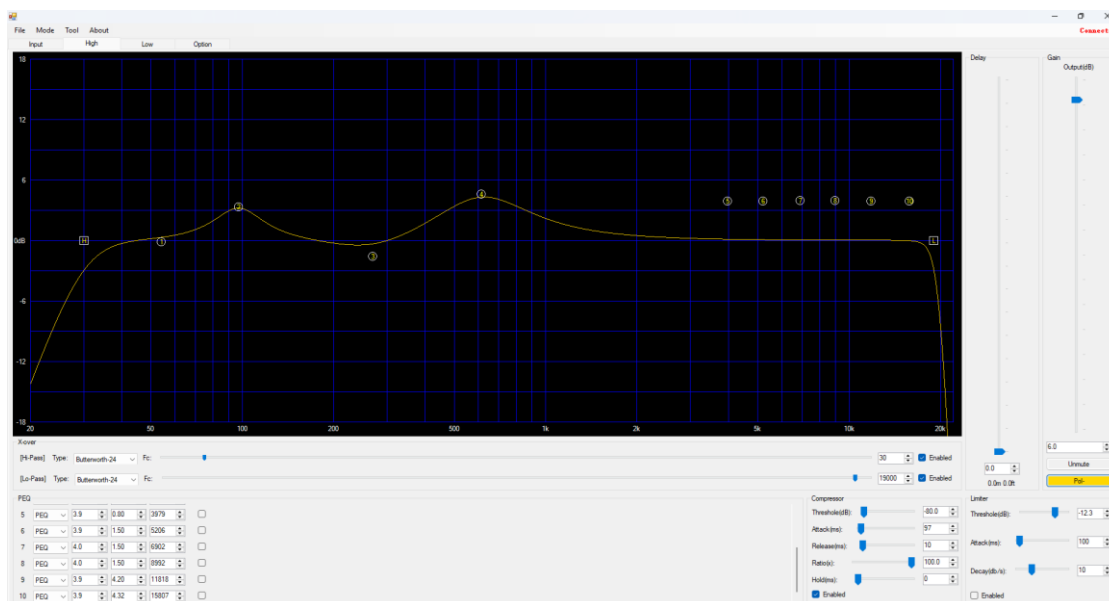 File Mode Tool About
Connect
Input High Low Option
18
12
6
0dB
-6
-12
-18
H 1 2 3 4 5 6 7 8 9 10 L
20 50 100 200 500 1k 2k 5k 10k 20k
Delay
0.0
0.0m 0.0ft
Gain
Output(dB)
6.0
Unmute
Pol-
X-over
[Hi-Pass] Type: Butterworth-24 Fc: 30 Enabled
[Lo-Pass] Type: Butterworth-24 Fc: 19000 Enabled
PEQ
5 PEQ 3.9 0.80 3979
6 PEQ 3.9 1.50 5206
7 PEQ 4.0 1.50 6902
8 PEQ 4.0 1.50 8992
9 PEQ 3.9 4.20 11818
10 PEQ 3.9 4.32 15807
Compressor
Threshold(dB): -80.0
Attack(ms): 97
Release(ms): 10
Ratio(s): 100.0
Hold(ms): 0
Enabled
Limiter
Threshold(dB): -12.3
Attack(ms): 100
Decay(db/s): 10
Enabled